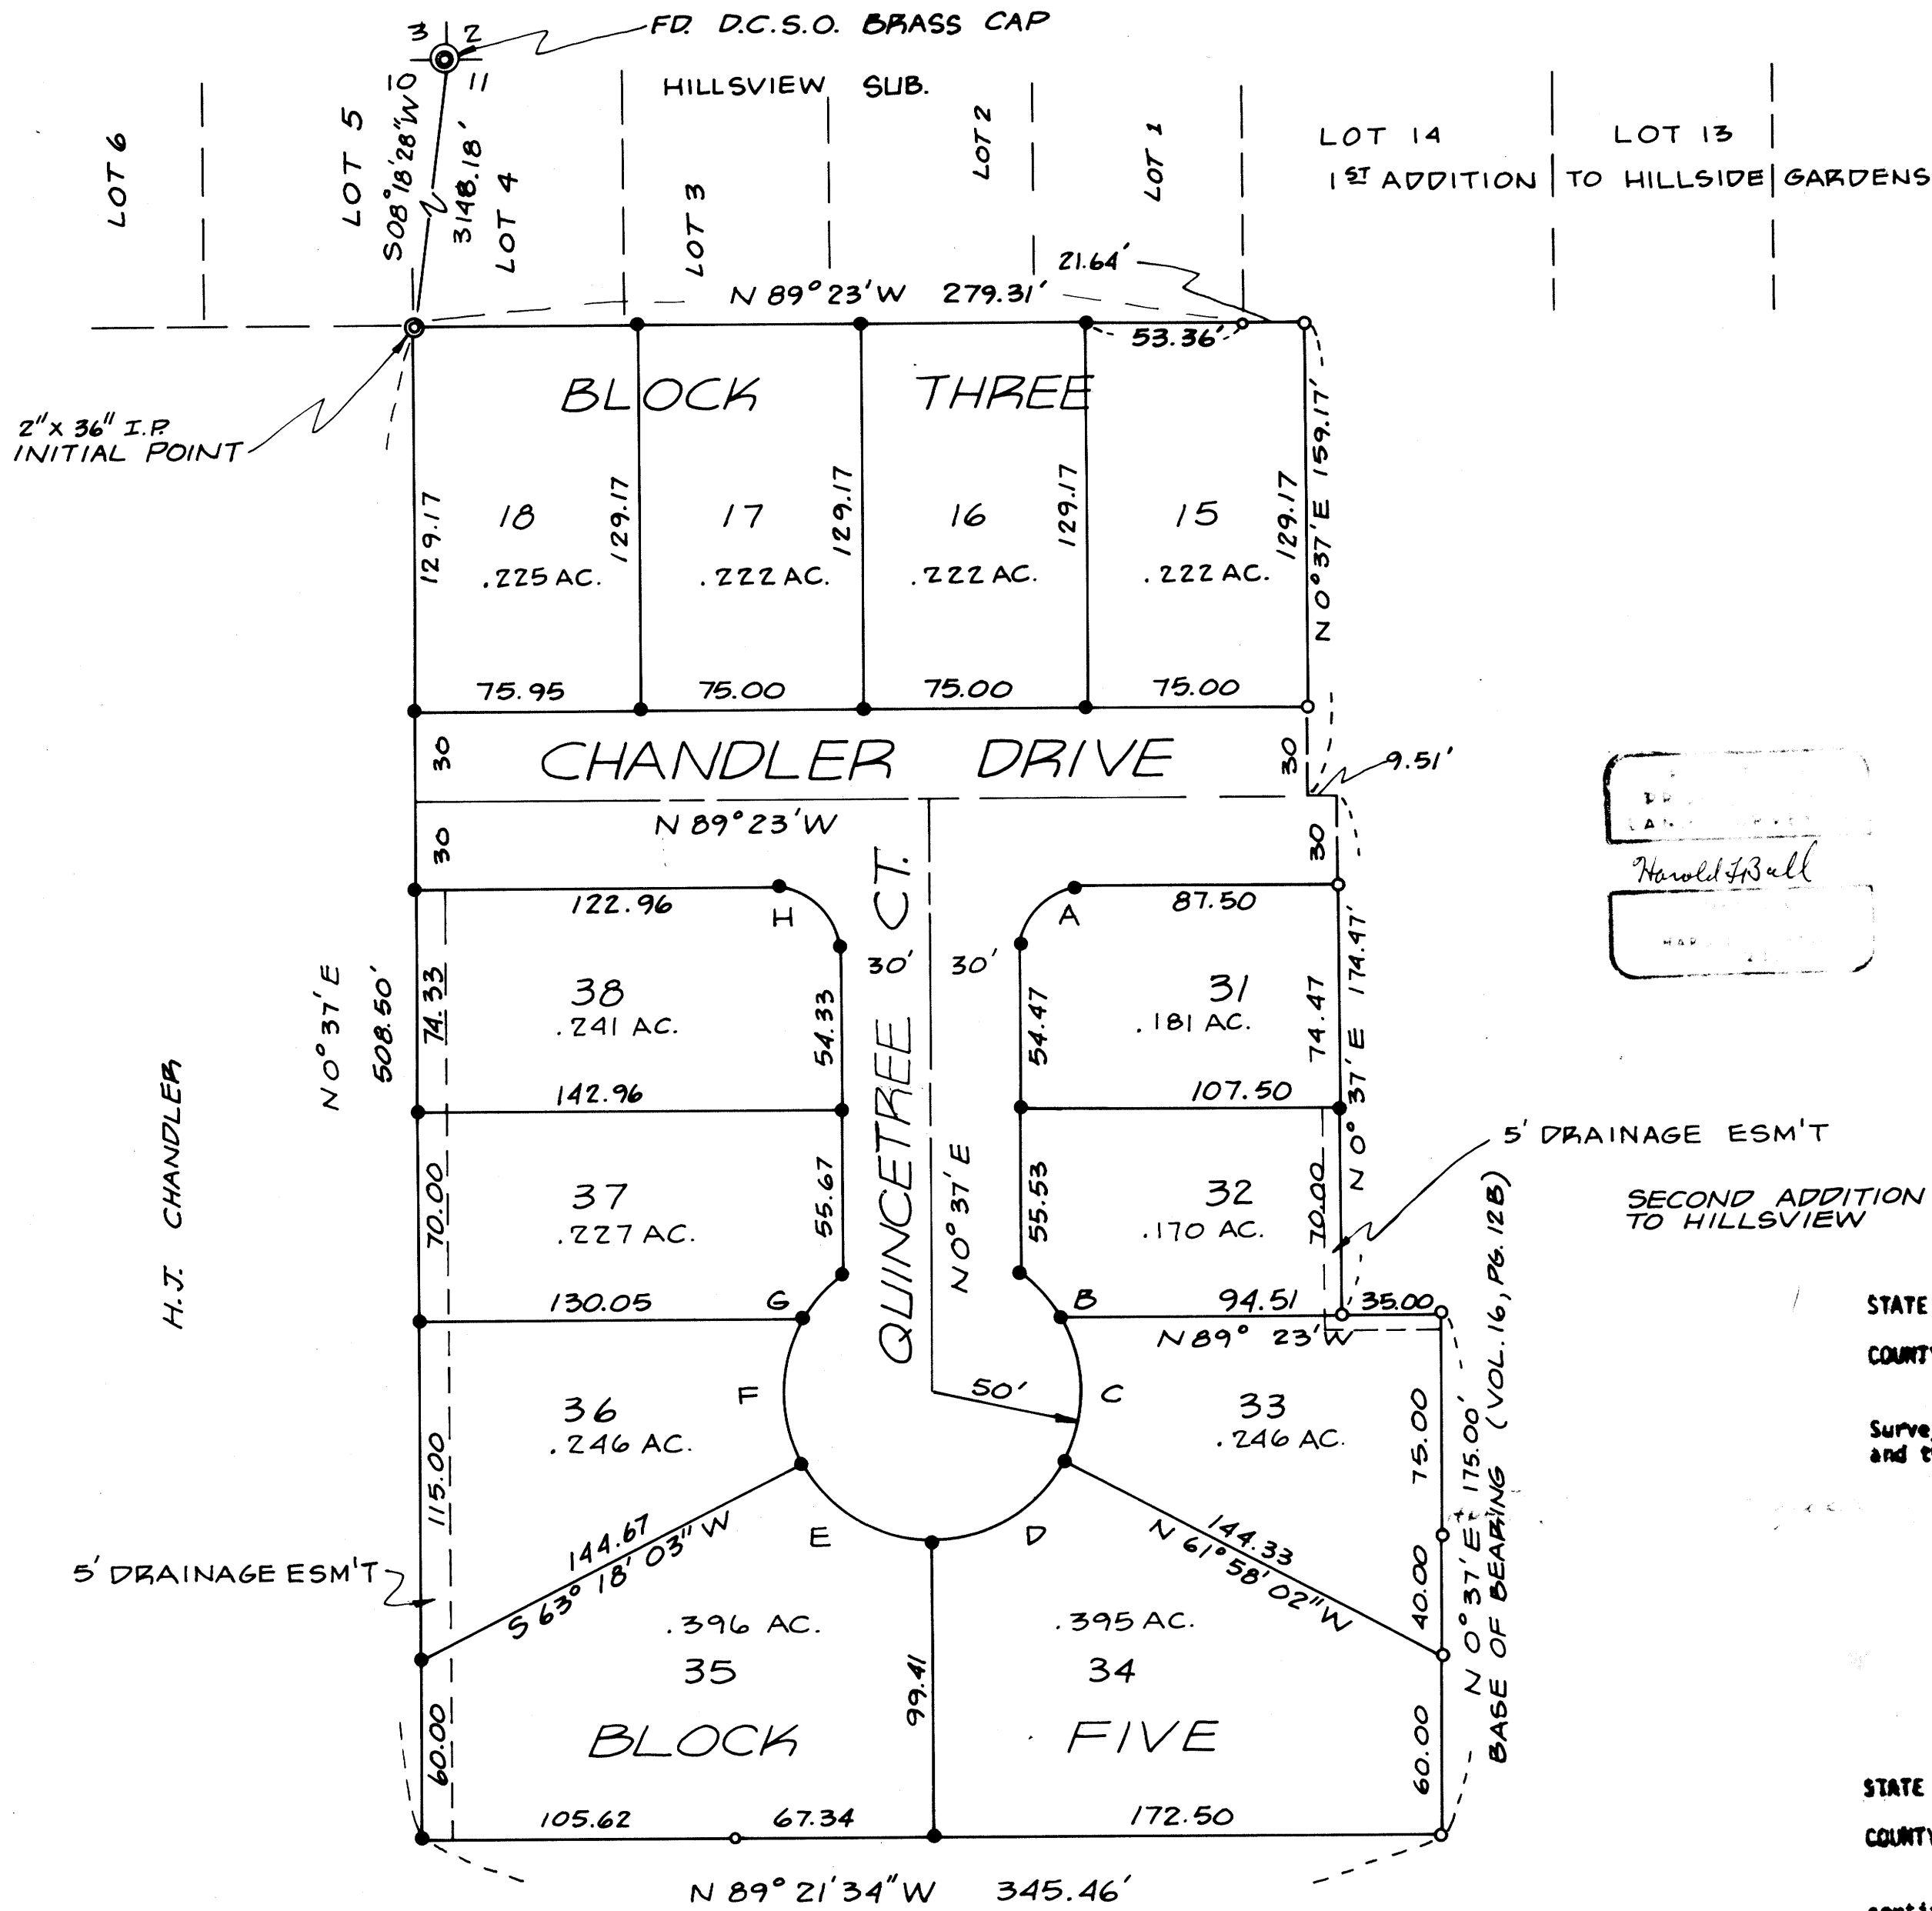 FD. D.C.S.O. BRASS CAP
3 2
10 11
HILLSVIEW SUB.
LOT 6
LOT 5
S08°18'28"W
3148.18'
LOT 4
LOT 3
LOT 2
LOT 1
LOT 14
LOT 13
1ST ADDITION TO HILLSIDE GARDENS
21.64'
N 89°23'W 279.31'
53.36'
2" X 36" I.P.
INITIAL POINT
BLOCK THREE
N 0°37'E 159.17'
129.17
129.17
129.17
129.17
129.17
18
17
16
15
.225 AC.
.222 AC.
.222 AC.
.222 AC.
75.95
75.00
75.00
75.00
30
CHANDLER DRIVE
30
9.51'
N 89°23'W
30
30
Harold F Ball
122.96
H
QUINCETREE CT.
A
87.50
30'
30'
N 0°37'E
508.50'
74.33
38
.241 AC.
54.33
54.47
31
.181 AC.
74.47
N 0°37'E 174.47'
142.96
107.50
H.J. CHANDLER
5' DRAINAGE ESM'T
70.00
37
.227 AC.
55.67
N 0°37'E
55.53
32
.170 AC.
70.00
SECOND ADDITION
TO HILLSVIEW
130.05
G
B
94.51
35.00
N 89° 23'W
STATE
COUNTY
F
50'
C
36
.246 AC.
33
.246 AC.
75.00
N 0°37'E 175.00'
BASE OF BEARING (VOL. 16, PG. 12B)
115.00
144.67
S 63° 18' 03" W
E
D
144.33
N 61° 58' 02" W
40.00
5' DRAINAGE ESM'T
.396 AC.
.395 AC.
35
34
99.41
BLOCK FIVE
60.00
60.00
105.62
67.34
172.50
N 89° 21' 34" W 345.46'
STATE
COUNTY